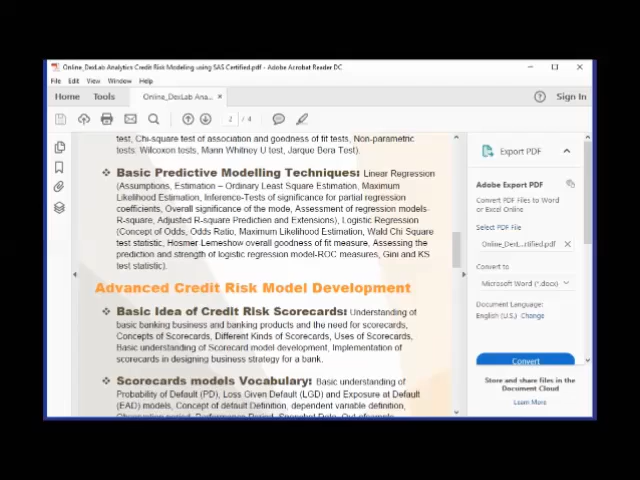 Online_DexLab Analytics Credit Risk Modeling using SAS Certified.pdf - Adobe Acrobat Reader DC
File Edit View Window Help
Home Tools Online_DexLab Ana... × Sign In
2 / 4
test, Chi-square test of association and goodness of fit tests, Non-parametric
tests: Wilcoxon tests, Mann Whitney U test, Jarque Bera Test).
❖ Basic Predictive Modelling Techniques: Linear Regression
(Assumptions, Estimation – Ordinary Least Square Estimation, Maximum
Likelihood Estimation, Inference-Tests of significance for partial regression
coefficients, Overall significance of the mode, Assessment of regression models-
R-square, Adjusted R-square Prediction and Extensions), Logistic Regression
(Concept of Odds, Odds Ratio, Maximum Likelihood Estimation, Wald Chi Square
test statistic, Hosmer-Lemeshow overall goodness of fit measure, Assessing the
prediction and strength of logistic regression model-ROC measures, Gini and KS
test statistic).
Advanced Credit Risk Model Development
❖ Basic Idea of Credit Risk Scorecards: Understanding of
basic banking business and banking products and the need for scorecards,
Concepts of Scorecards, Different Kinds of Scorecards, Uses of Scorecards,
Basic understanding of Scorecard model development, Implementation of
scorecards in designing business strategy for a bank.
❖ Scorecards models Vocabulary: Basic understanding of
Probability of Default (PD), Loss Given Default (LGD) and Exposure at Default
(EAD) models, Concept of default Definition, dependent variable definition,
Observation period, Performance Period, Snapshot Date, Out of sample
Export PDF
Adobe Export PDF
Convert PDF Files to Word
or Excel Online
Select PDF File
Online_DexL...rtified.pdf ×
Convert to
Microsoft Word (*.docx)
Document Language:
English (U.S.) Change
Convert
Store and share files in the
Document Cloud
Learn More